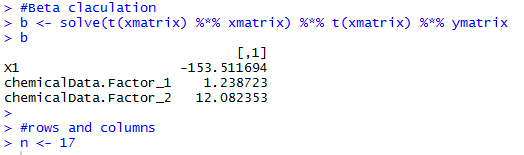 > #Beta claculation
> b <- solve(t(xmatrix) %*% xmatrix) %*% t(xmatrix) %*% ymatrix
> b
[,1]
X1 -153.511694
chemicalData.Factor_1 1.238723
chemicalData.Factor_2 12.082353
>
> #rows and columns
> n <- 17